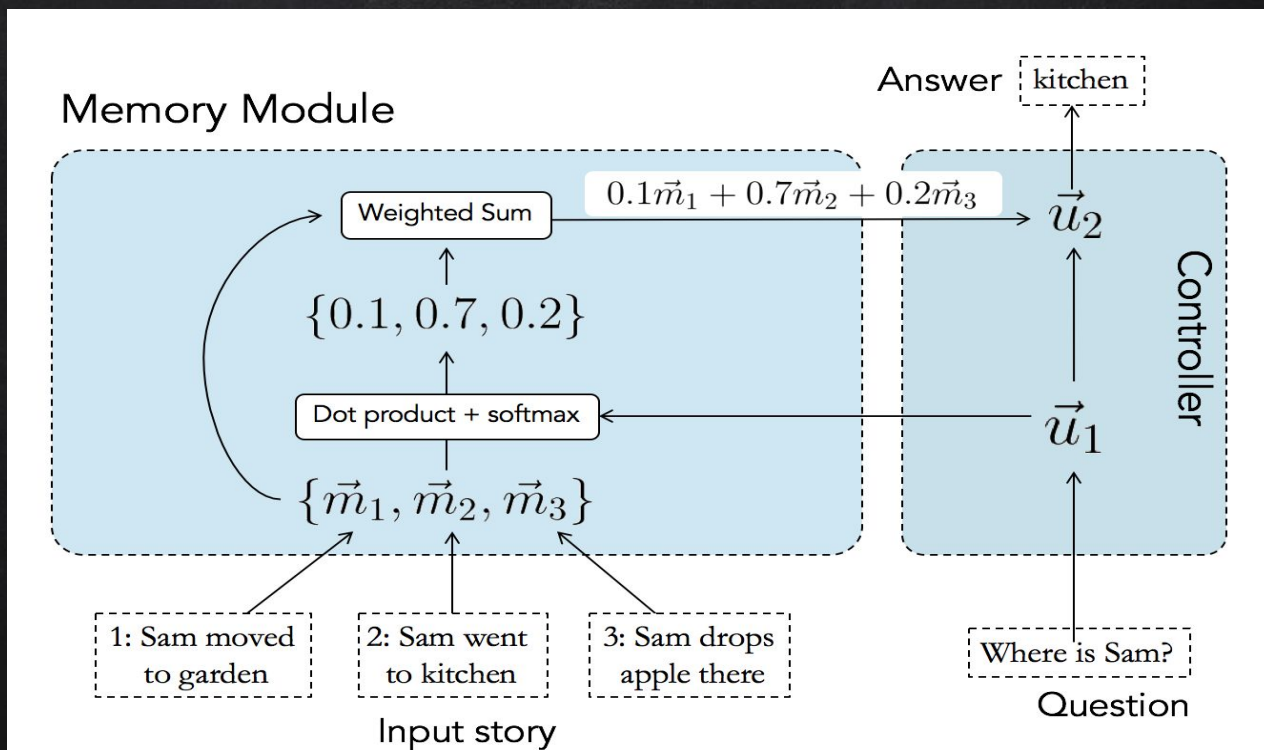 Answer
kitchen
Memory Module
Weighted Sum
0.1m⃗₁ + 0.7m⃗₂ + 0.2m⃗₃
u⃗₂
{0.1, 0.7, 0.2}
Controller
Dot product + softmax
u⃗₁
{m⃗₁, m⃗₂, m⃗₃}
1: Sam moved
to garden
2: Sam went
to kitchen
3: Sam drops
apple there
Where is Sam?
Question
Input story